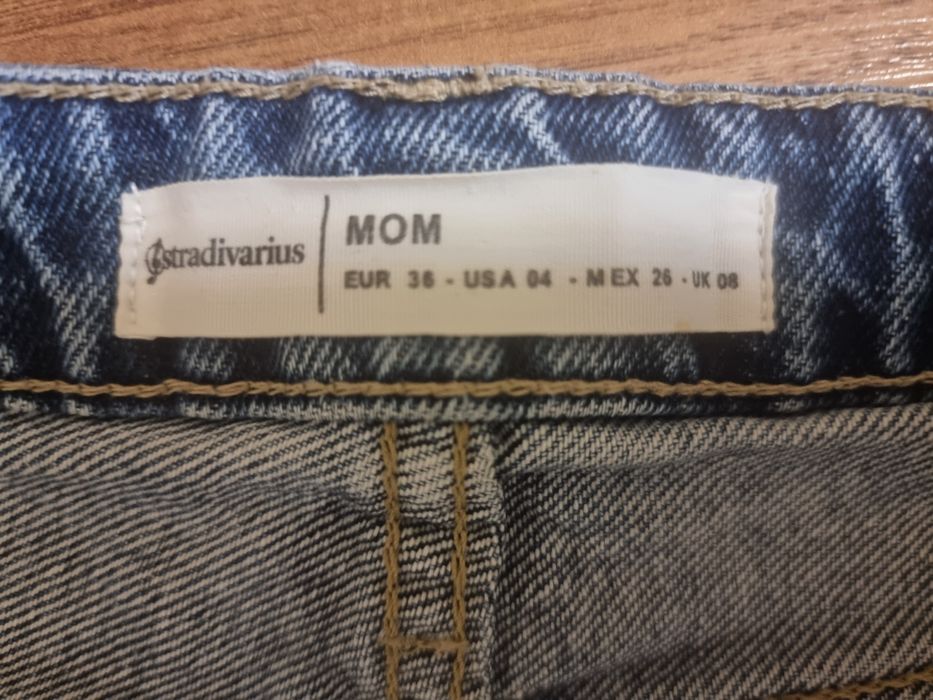 stradivarius
MOM
EUR 36 - USA 04 - MEX 26 - UK 08